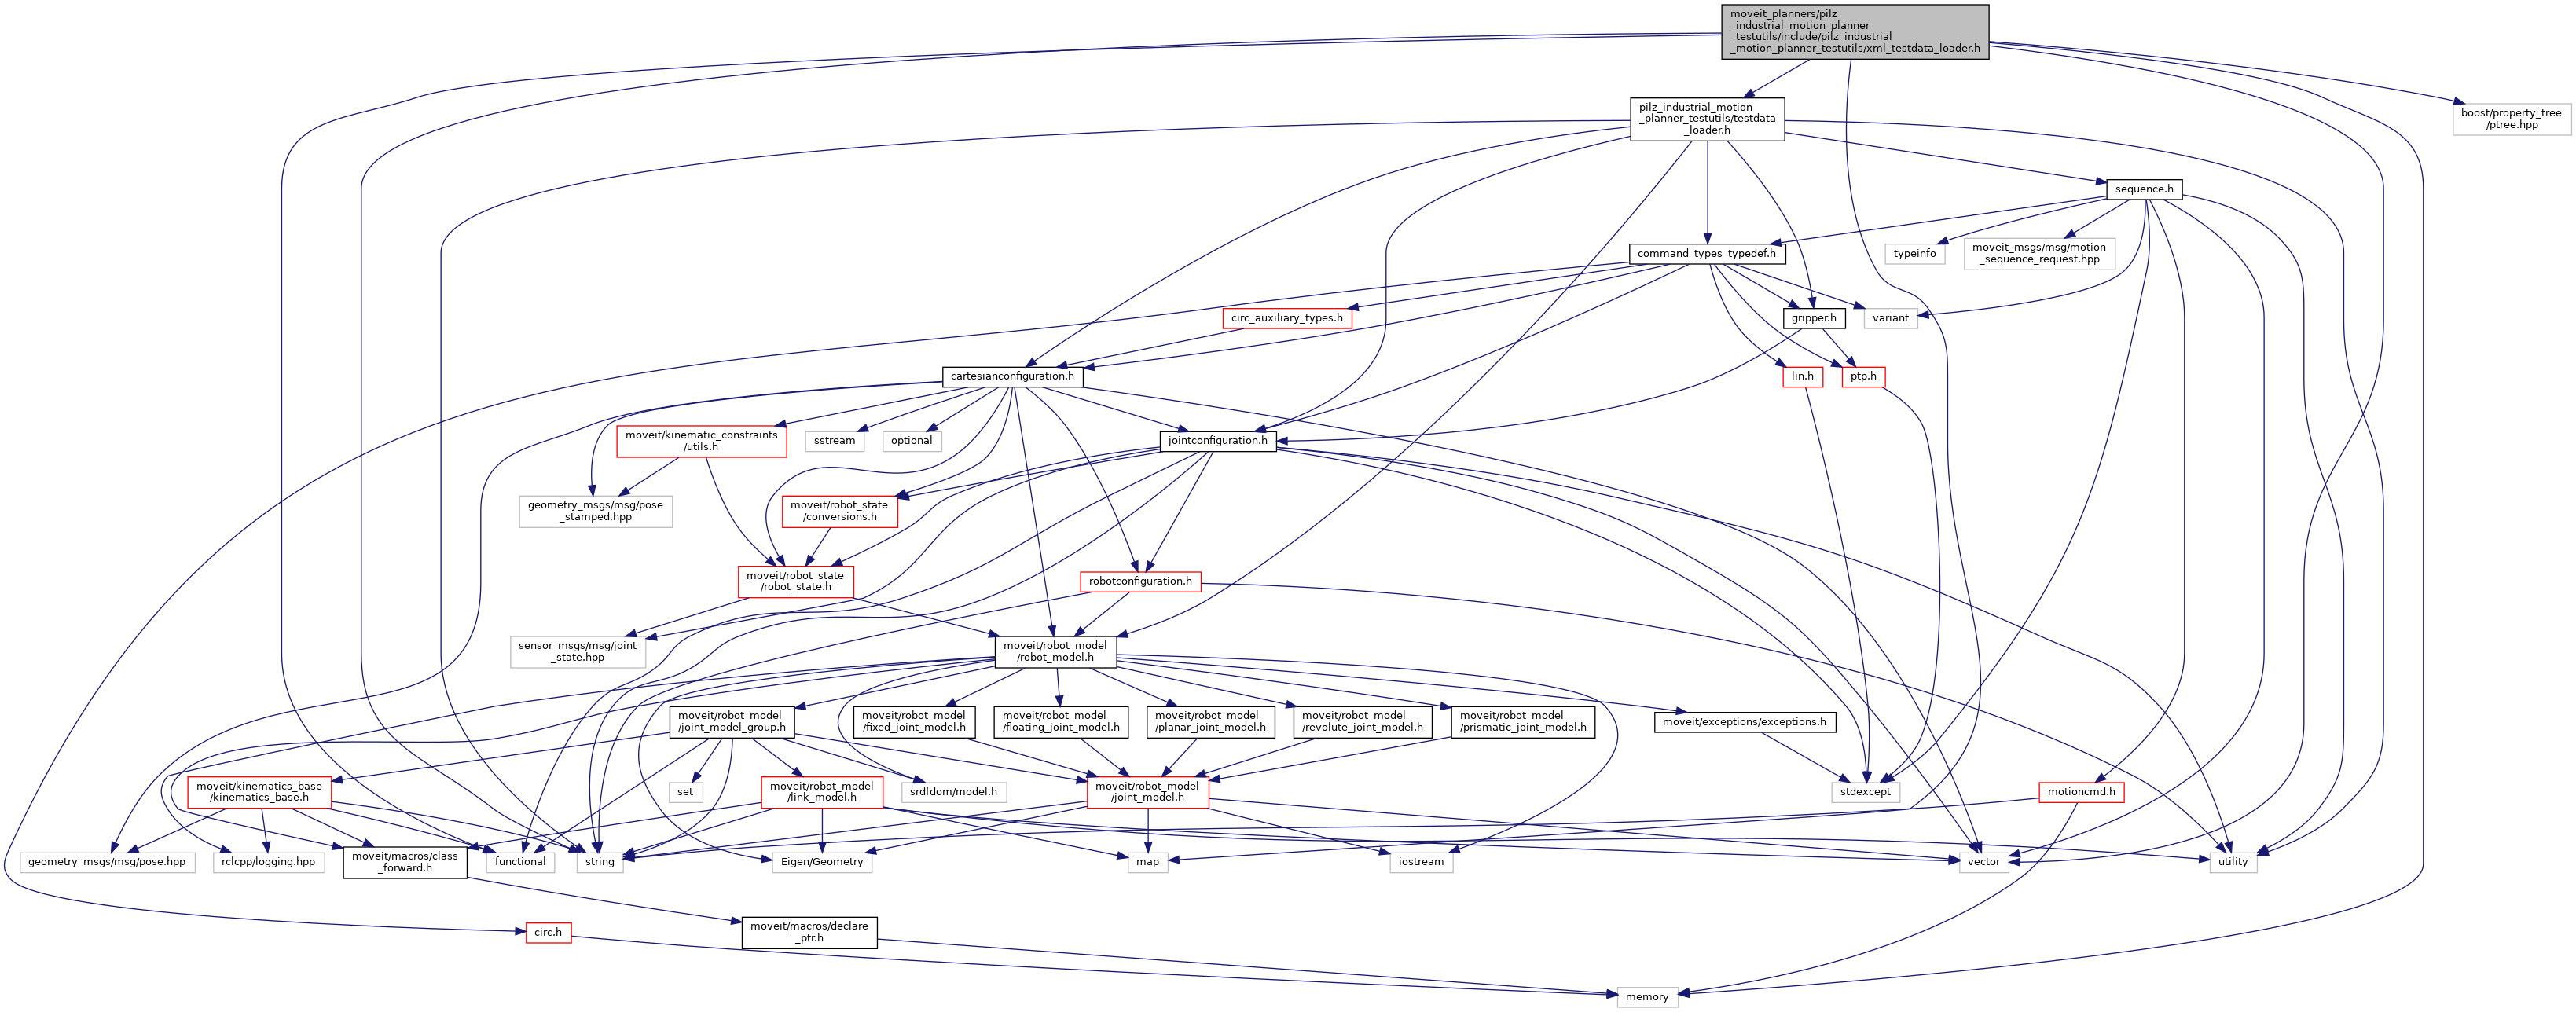 moveit_planners/pilz
_industrial_motion_planner
_testutils/include/pilz_industrial
_motion_planner_testutils/xml_testdata_loader.h
pilz_industrial_motion
_planner_testutils/testdata
_loader.h
boost/property_tree
/ptree.hpp
sequence.h
command_types_typedef.h
typeinfo
moveit_msgs/msg/motion
_sequence_request.hpp
circ_auxiliary_types.h
gripper.h
variant
cartesianconfiguration.h
lin.h
ptp.h
moveit/kinematic_constraints
/utils.h
sstream
optional
jointconfiguration.h
geometry_msgs/msg/pose
_stamped.hpp
moveit/robot_state
/conversions.h
moveit/robot_state
/robot_state.h
robotconfiguration.h
sensor_msgs/msg/joint
_state.hpp
moveit/robot_model
/robot_model.h
moveit/robot_model
/joint_model_group.h
moveit/robot_model
/fixed_joint_model.h
moveit/robot_model
/floating_joint_model.h
moveit/robot_model
/planar_joint_model.h
moveit/robot_model
/revolute_joint_model.h
moveit/robot_model
/prismatic_joint_model.h
moveit/exceptions/exceptions.h
moveit/kinematics_base
/kinematics_base.h
set
moveit/robot_model
/link_model.h
srdfdom/model.h
moveit/robot_model
/joint_model.h
stdexcept
motioncmd.h
geometry_msgs/msg/pose.hpp
rclcpp/logging.hpp
moveit/macros/class
_forward.h
functional
string
Eigen/Geometry
map
iostream
vector
utility
circ.h
moveit/macros/declare
_ptr.h
memory